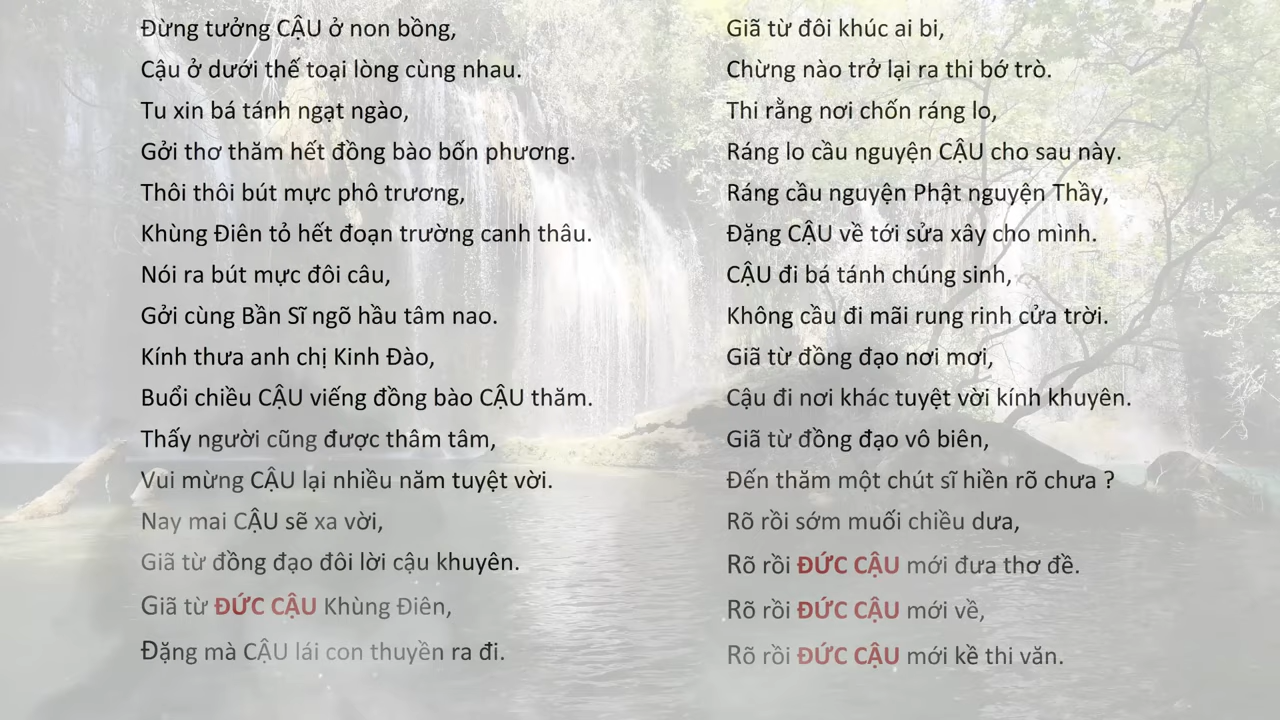 Đừng tưởng CẬU ở non bồng,
Cậu ở dưới thế toại lòng cùng nhau.
Tu xin bá tánh ngạt ngào,
Gởi thơ thăm hết đồng bào bốn phương.
Thôi thôi bút mực phô trương,
Khùng Điên tỏ hết đoạn trường canh thâu.
Nói ra bút mực đôi câu,
Gởi cùng Bần Sĩ ngõ hầu tâm nao.
Kính thưa anh chị Kinh Đào,
Buổi chiều CẬU viếng đồng bào CẬU thăm.
Thấy người cũng được thâm tâm,
Vui mừng CẬU lại nhiều năm tuyệt vời.
Nay mai CẬU sẽ xa vời,
Giã từ đồng đạo đôi lời cậu khuyên.
Giã từ ĐỨC CẬU Khùng Điên,
Đặng mà CẬU lái con thuyền ra đi.
Giã từ đôi khúc ai bi,
Chừng nào trở lại ra thi bớ trò.
Thi rằng nơi chốn ráng lo,
Ráng lo cầu nguyện CẬU cho sau này.
Ráng cầu nguyện Phật nguyện Thầy,
Đặng CẬU về tới sửa xây cho mình.
CẬU đi bá tánh chúng sinh,
Không cầu đi mãi rung rinh cửa trời.
Giã từ đồng đạo nơi mơi,
Cậu đi nơi khác tuyệt vời kính khuyên.
Giã từ đồng đạo vô biên,
Đến thăm một chút sĩ hiền rõ chưa ?
Rõ rồi sớm muối chiều dưa,
Rõ rồi ĐỨC CẬU mới đưa thơ đề.
Rõ rồi ĐỨC CẬU mới về,
Rõ rồi ĐỨC CẬU mới kề thi văn.